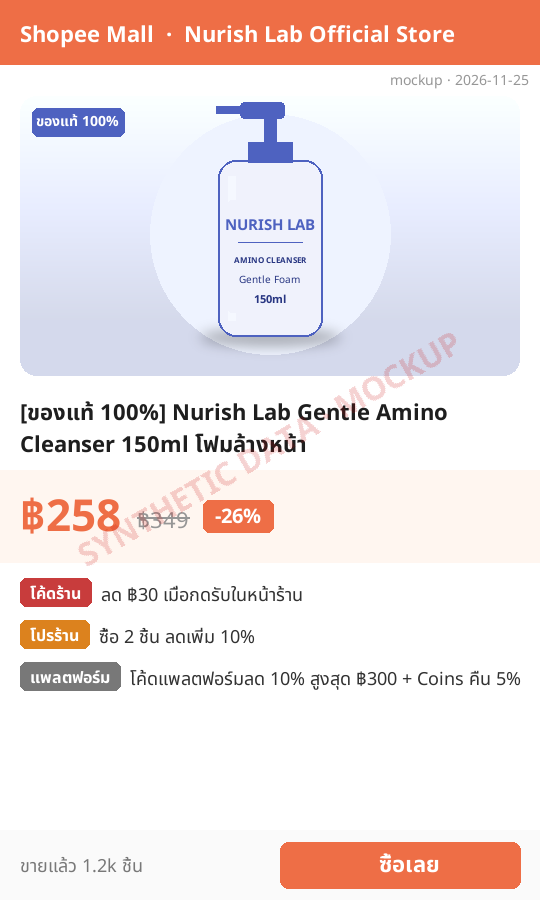 Shopee Mall · Nurish Lab Official Store
mockup · 2026-11-25
ของแท้ 100%
NURISH LAB
AMINO CLEANSER
Gentle Foam
150ml
[ของแท้ 100%] Nurish Lab Gentle Amino
Cleanser 150ml โฟมล้างหน้า
฿258 ฿349 -26%
SYNTHETIC DATA · MOCKUP
โค้ดร้าน ลด ฿30 เมื่อกดรับในหน้าร้าน
โปรร้าน ซื้อ 2 ชิ้น ลดเพิ่ม 10%
แพลตฟอร์ม โค้ดแพลตฟอร์มลด 10% สูงสุด ฿300 + Coins คืน 5%
ขายแล้ว 1.2k ชิ้น
ซื้อเลย